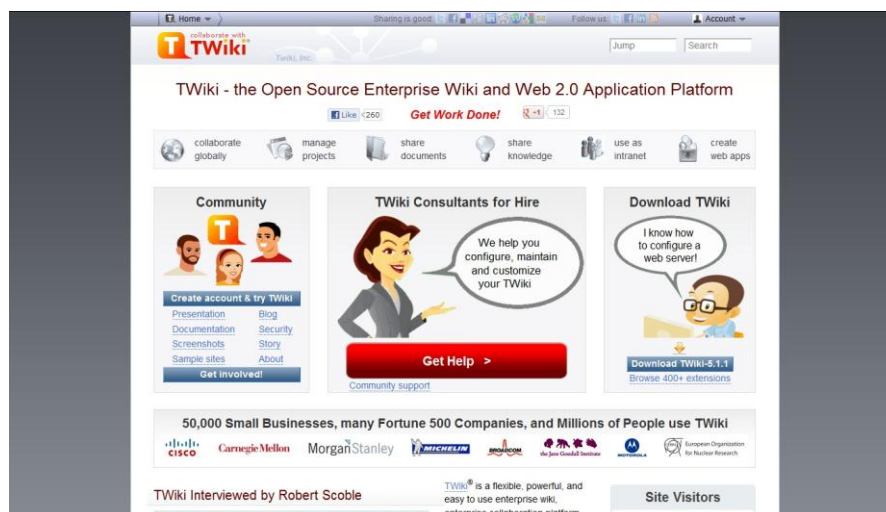 Home
Sharing is good:
Follow us:
Account
collaborate with
TWiki
TWiki, Inc.
Jump
Search
TWiki - the Open Source Enterprise Wiki and Web 2.0 Application Platform
Like 260
Get Work Done!
+1 132
collaborate globally
manage projects
share documents
share knowledge
use as intranet
create web apps
Community
Create account & try TWiki
Presentation Blog
Documentation Security
Screenshots Story
Sample sites About
Get involved!
TWiki Consultants for Hire
We help you
configure, maintain
and customize
your TWiki
Get Help >
Community support
Download TWiki
I know how
to configure a
web server!
Download TWiki-5.1.1
Browse 400+ extensions
50,000 Small Businesses, many Fortune 500 Companies, and Millions of People use TWiki
CISCO
Carnegie Mellon
MorganStanley
MICHELIN
BROADCOM
the Jane Goodall Institute
MOTOROLA
European Organization
for Nuclear Research
TWiki Interviewed by Robert Scoble
TWiki® is a flexible, powerful, and
easy to use enterprise wiki,
enterprise collaboration platform
Site Visitors